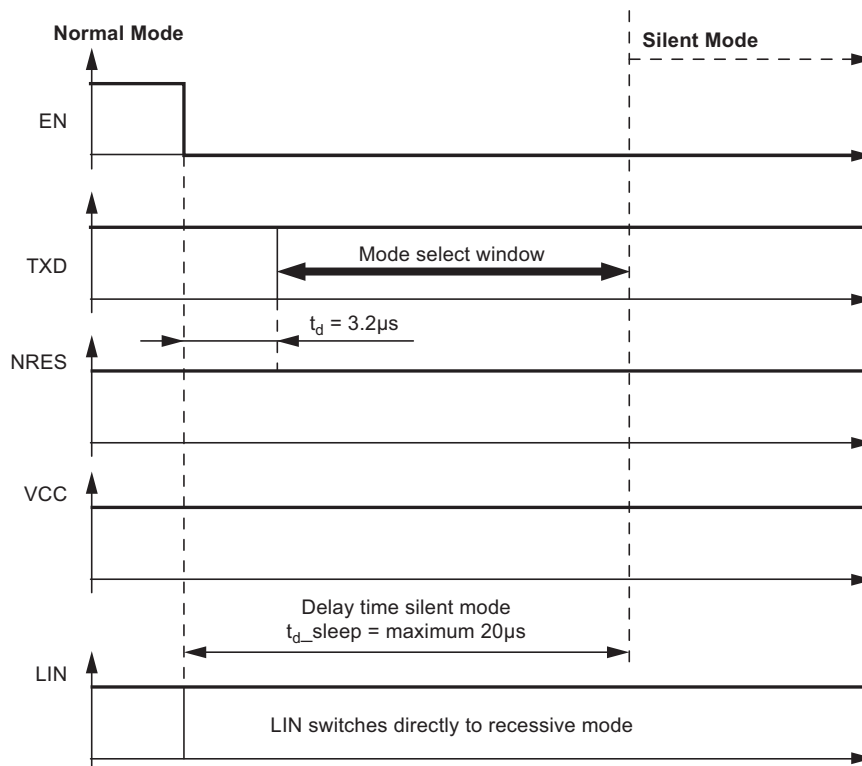 Normal Mode
Silent Mode
EN
TXD
Mode select window
t_d = 3.2µs
NRES
VCC
Delay time silent mode
t_d_sleep = maximum 20µs
LIN
LIN switches directly to recessive mode